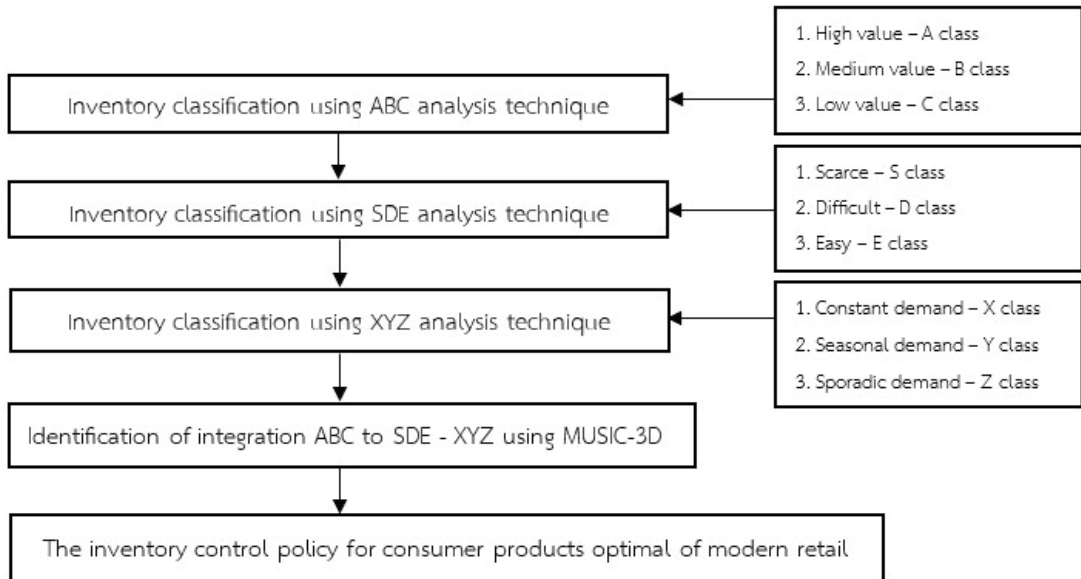 1. High value – A class
2. Medium value – B class
3. Low value – C class
Inventory classification using ABC analysis technique
1. Scarce – S class
2. Difficult – D class
3. Easy – E class
Inventory classification using SDE analysis technique
1. Constant demand – X class
2. Seasonal demand – Y class
3. Sporadic demand – Z class
Inventory classification using XYZ analysis technique
Identification of integration ABC to SDE - XYZ using MUSIC-3D
The inventory control policy for consumer products optimal of modern retail